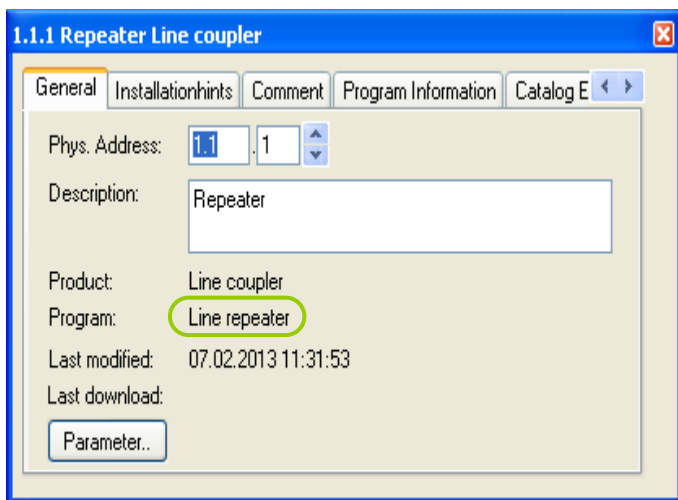 1.1.1 Repeater Line coupler
General Installationhints Comment Program Information Catalog E
Phys. Address: 1.1 .1
Description: Repeater
Product: Line coupler
Program: Line repeater
Last modified: 07.02.2013 11:31:53
Last download:
Parameter..